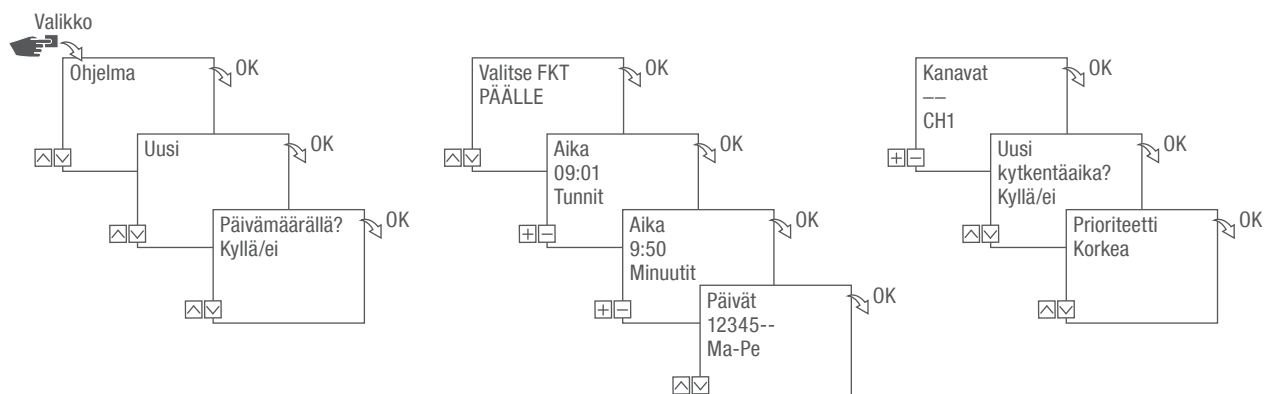 Valikko
Ohjelma
OK
Uusi
OK
Päivämäärällä?
Kyllä/ei
OK
Valitse FKT
PÄÄLLE
OK
Aika
09:01
Tunnit
OK
Aika
9:50
Minuutit
OK
Päivät
12345--
Ma-Pe
OK
Kanavat
––
CH1
OK
Uusi
kytkentäaika?
Kyllä/ei
OK
Prioriteetti
Korkea
OK